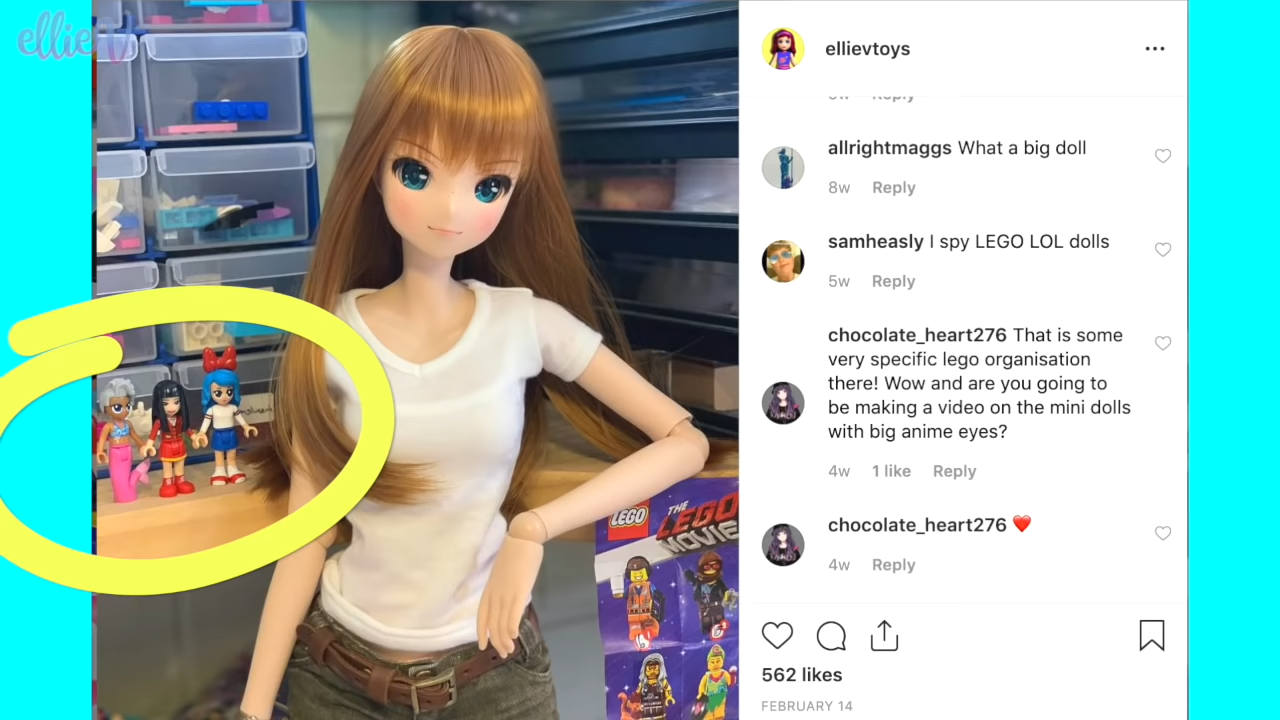 ellieV
ellievtoys
allrightmaggs What a big doll
8w Reply
samheasly I spy LEGO LOL dolls
5w Reply
chocolate_heart276 That is some
very specific lego organisation
there! Wow and are you going to
be making a video on the mini dolls
with big anime eyes?
4w 1 like Reply
chocolate_heart276 ❤️
4w Reply
562 likes
FEBRUARY 14
LEGO
THE
LEGO
MOVIE